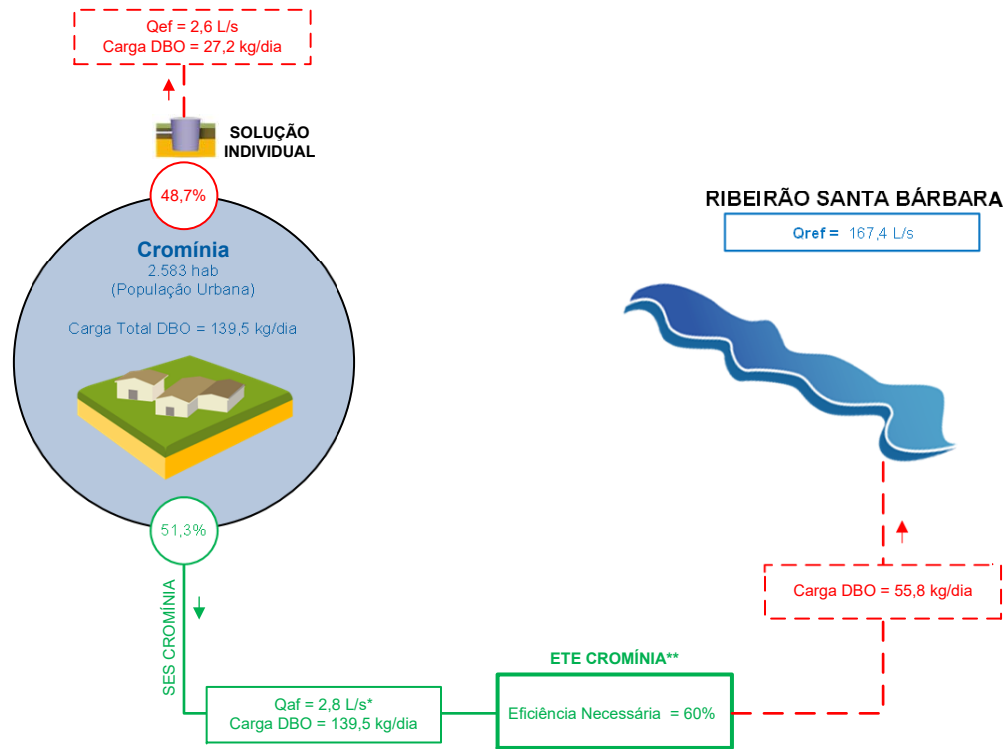 Qef = 2,6 L/s
Carga DBO = 27,2 kg/dia
SOLUÇÃO
INDIVIDUAL
48,7%
Cromínia
2.583 hab
(População Urbana)
Carga Total DBO = 139,5 kg/dia
51,3%
SES CROMÍNIA
Qaf = 2,8 L/s*
Carga DBO = 139,5 kg/dia
ETE CROMÍNIA**
Eficiência Necessária = 60%
Carga DBO = 55,8 kg/dia
RIBEIRÃO SANTA BÁRBARA
Qref = 167,4 L/s